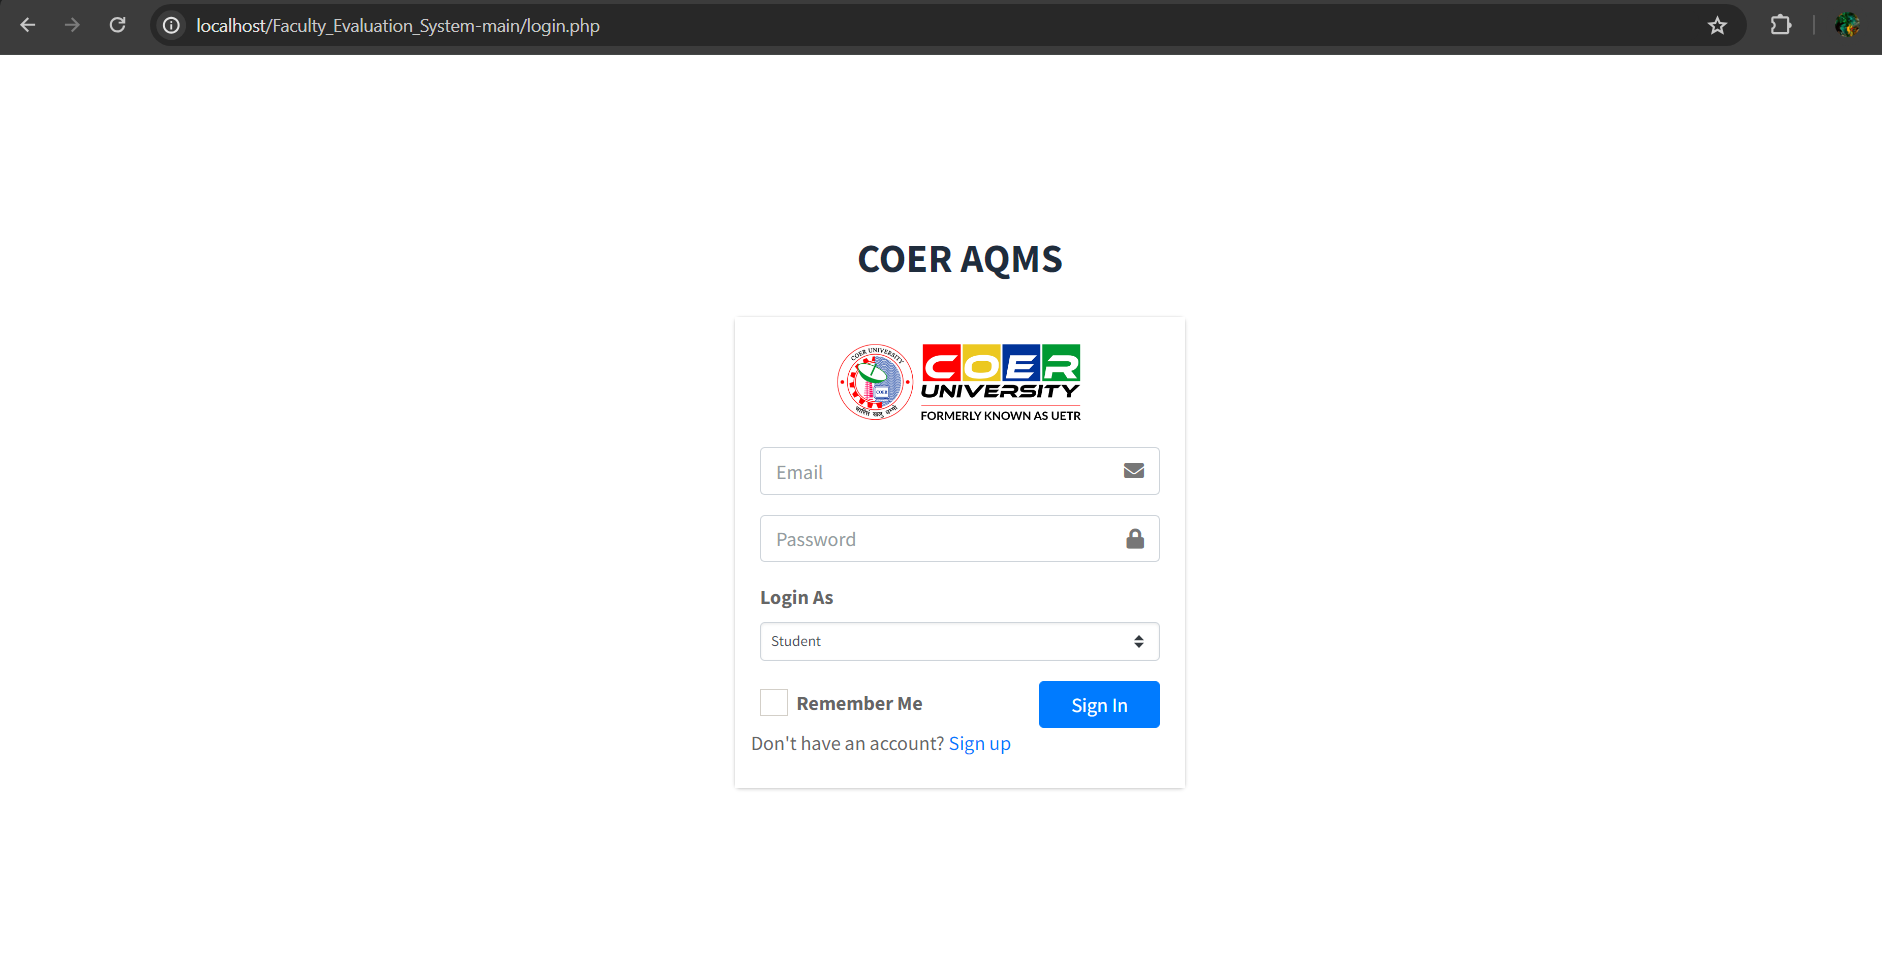 localhost/Faculty_Evaluation_System-main/login.php
COER AQMS
COER UNIVERSITY
COER
COER
UNIVERSITY
FORMERLY KNOWN AS UETR
Email
Password
Login As
Student
Remember Me
Sign In
Don't have an account? Sign up